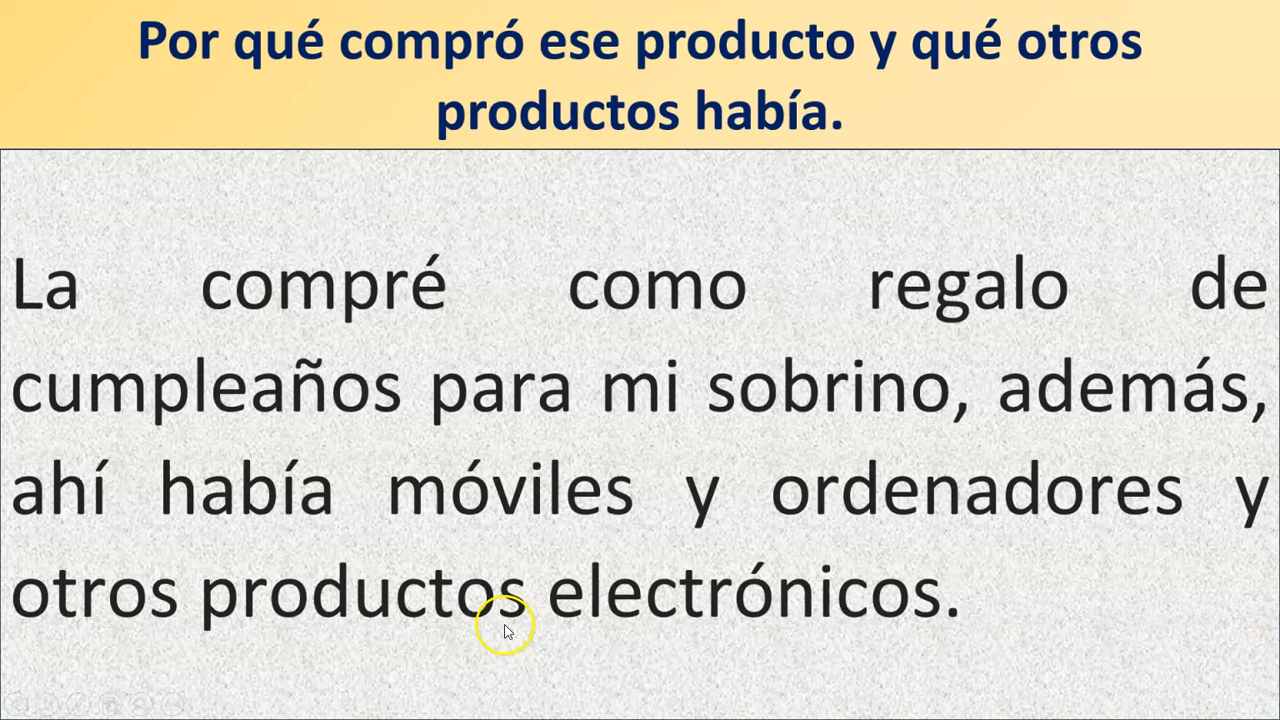 Por qué compró ese producto y qué otros
productos había.
La compré como regalo de
cumpleaños para mi sobrino, además,
ahí había móviles y ordenadores y
otros productos electrónicos.